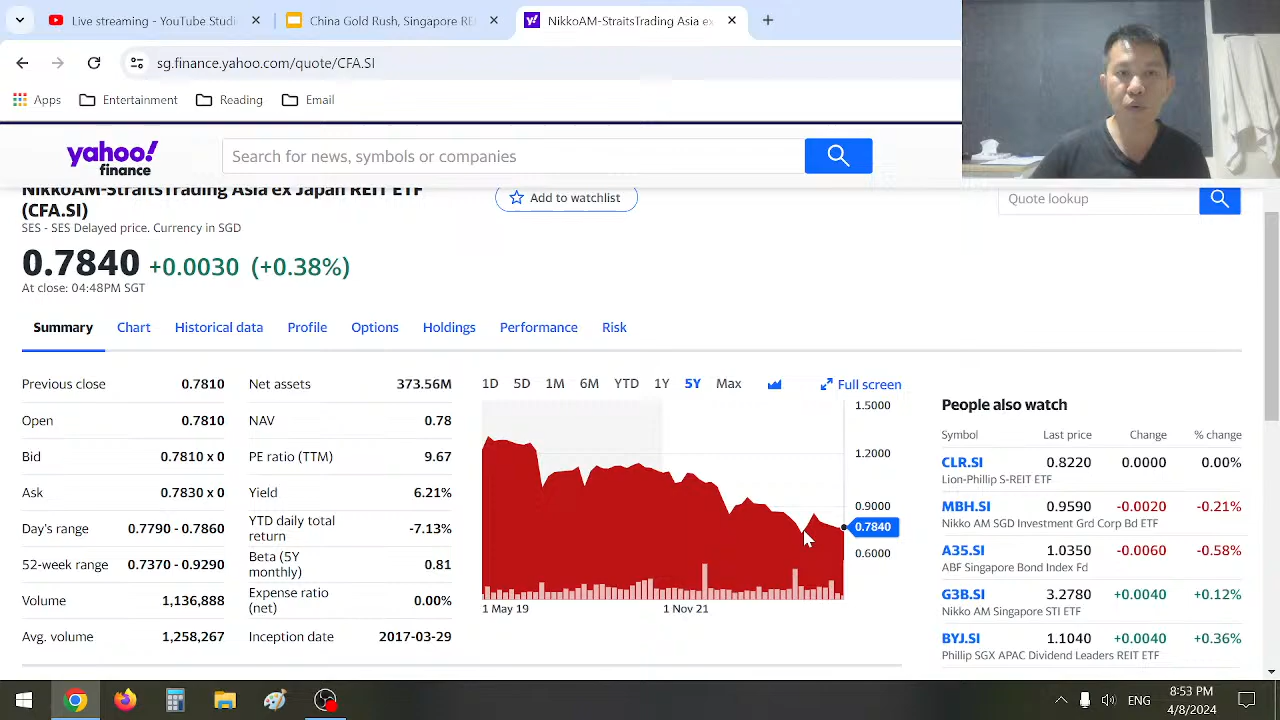 Live streaming - YouTube Studi
China Gold Rush, Singapore RE
NikkoAM-StraitsTrading Asia ex
sg.finance.yahoo.com/quote/CFA.SI
Apps
Entertainment
Reading
Email
yahoo!
finance
Search for news, symbols or companies
NikkoAM-StraitsTrading Asia ex Japan REIT ETF
(CFA.SI)
Add to watchlist
Quote lookup
SES - SES Delayed price. Currency in SGD
0.7840 +0.0030 (+0.38%)
At close: 04:48PM SGT
Summary Chart Historical data Profile Options Holdings Performance Risk
Previous close 0.7810
Open 0.7810
Bid 0.7810 x 0
Ask 0.7830 x 0
Day's range 0.7790 - 0.7860
52-week range 0.7370 - 0.9290
Volume 1,136,888
Avg. volume 1,258,267
Net assets 373.56M
NAV 0.78
PE ratio (TTM) 9.67
Yield 6.21%
YTD daily total
return -7.13%
Beta (5Y
monthly) 0.81
Expense ratio
(net) 0.00%
Inception date 2017-03-29
1D 5D 1M 6M YTD 1Y 5Y Max Full screen
1.5000
1.2000
0.9000
0.7840
0.6000
1 May 19 1 Nov 21
People also watch
Symbol Last price Change % change
CLR.SI 0.8220 0.0000 0.00%
Lion-Phillip S-REIT ETF
MBH.SI 0.9590 -0.0020 -0.21%
Nikko AM SGD Investment Grd Corp Bd ETF
A35.SI 1.0350 -0.0060 -0.58%
ABF Singapore Bond Index Fd
G3B.SI 3.2780 +0.0040 +0.12%
Nikko AM Singapore STI ETF
BYJ.SI 1.1040 +0.0040 +0.36%
Phillip SGX APAC Dividend Leaders REIT ETF
ENG
8:53 PM
4/8/2024